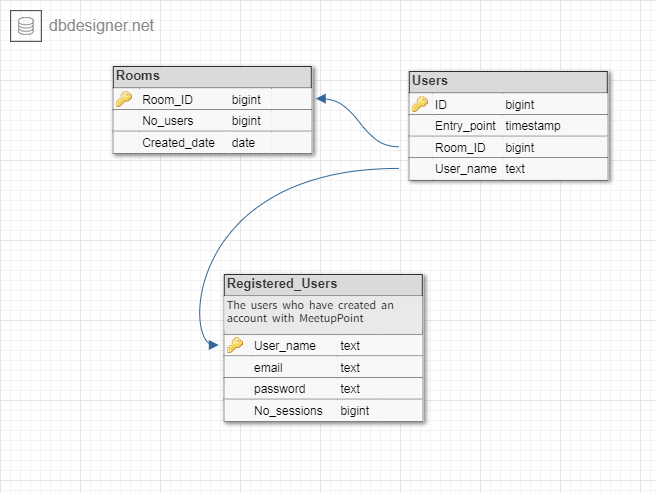 dbdesigner.net
Rooms
Room_ID bigint
No_users bigint
Created_date date
Users
ID bigint
Entry_point timestamp
Room_ID bigint
User_name text
Registered_Users
The users who have created an
account with MeetupPoint
User_name text
email text
password text
No_sessions bigint